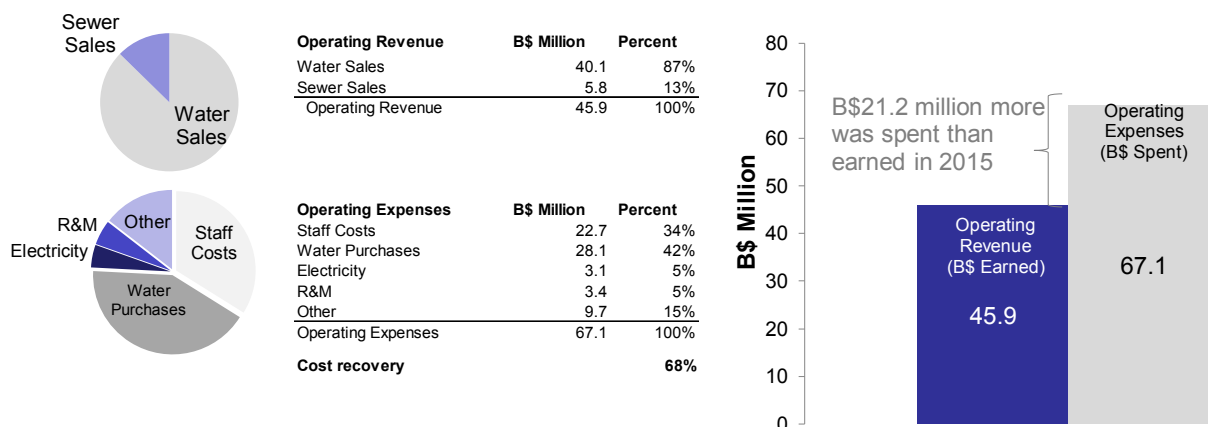 Sewer
Sales
Water
Sales
Operating Revenue B$ Million Percent
Water Sales 40.1 87%
Sewer Sales 5.8 13%
Operating Revenue 45.9 100%
R&M
Electricity
Other
Staff
Costs
Water
Purchases
Operating Expenses B$ Million Percent
Staff Costs 22.7 34%
Water Purchases 28.1 42%
Electricity 3.1 5%
R&M 3.4 5%
Other 9.7 15%
Operating Expenses 67.1 100%
Cost recovery 68%
B$ Million
80
70
60
50
40
30
20
10
0
B$21.2 million more
was spent than
earned in 2015
Operating
Revenue
(B$ Earned)
45.9
Operating
Expenses
(B$ Spent)
67.1